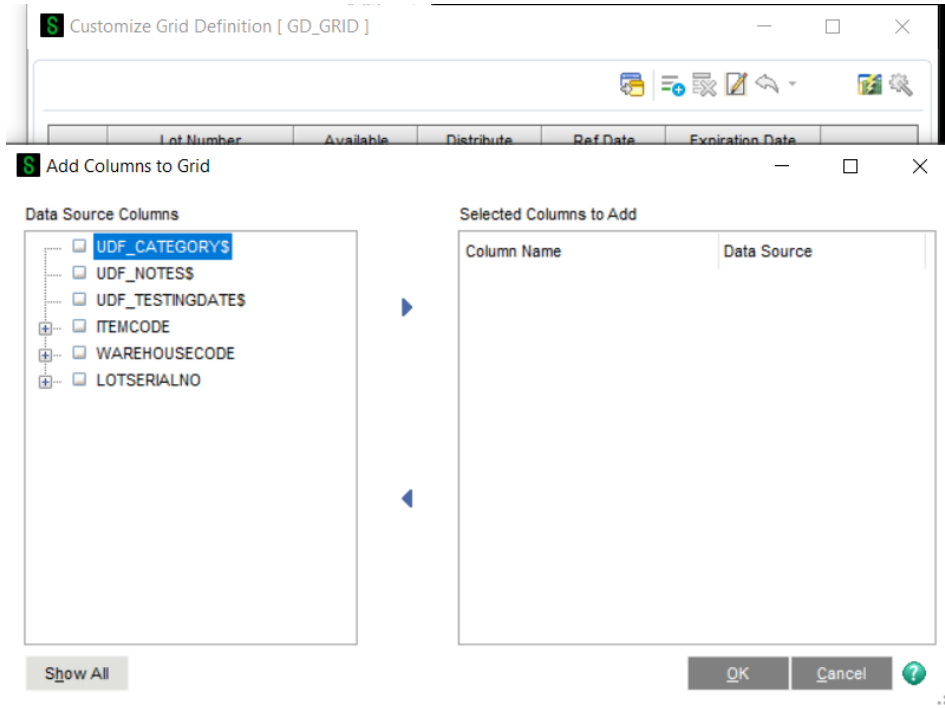 S Customize Grid Definition [ GD_GRID ]
Lot Number Available Distribute Ref Date Expiration Date
S Add Columns to Grid
Data Source Columns
Selected Columns to Add
UDF_CATEGORY$
UDF_NOTES$
UDF_TESTINGDATE$
ITEMCODE
WAREHOUSECODE
LOTSERIALNO
Column Name Data Source
Show All
OK Cancel ?